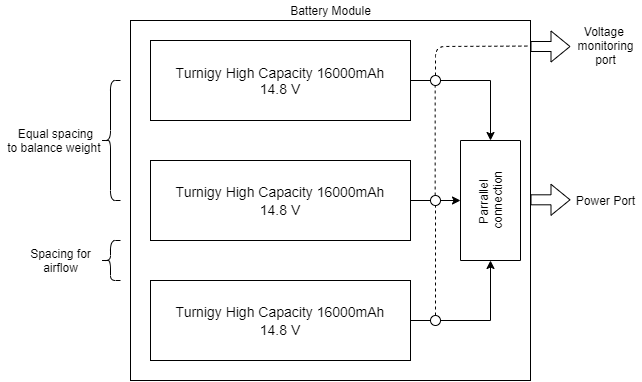 Battery Module
Voltage
monitoring
port
Turnigy High Capacity 16000mAh
14.8 V
Equal spacing
to balance weight
Turnigy High Capacity 16000mAh
14.8 V
Parrallel
connection
Power Port
Spacing for
airflow
Turnigy High Capacity 16000mAh
14.8 V